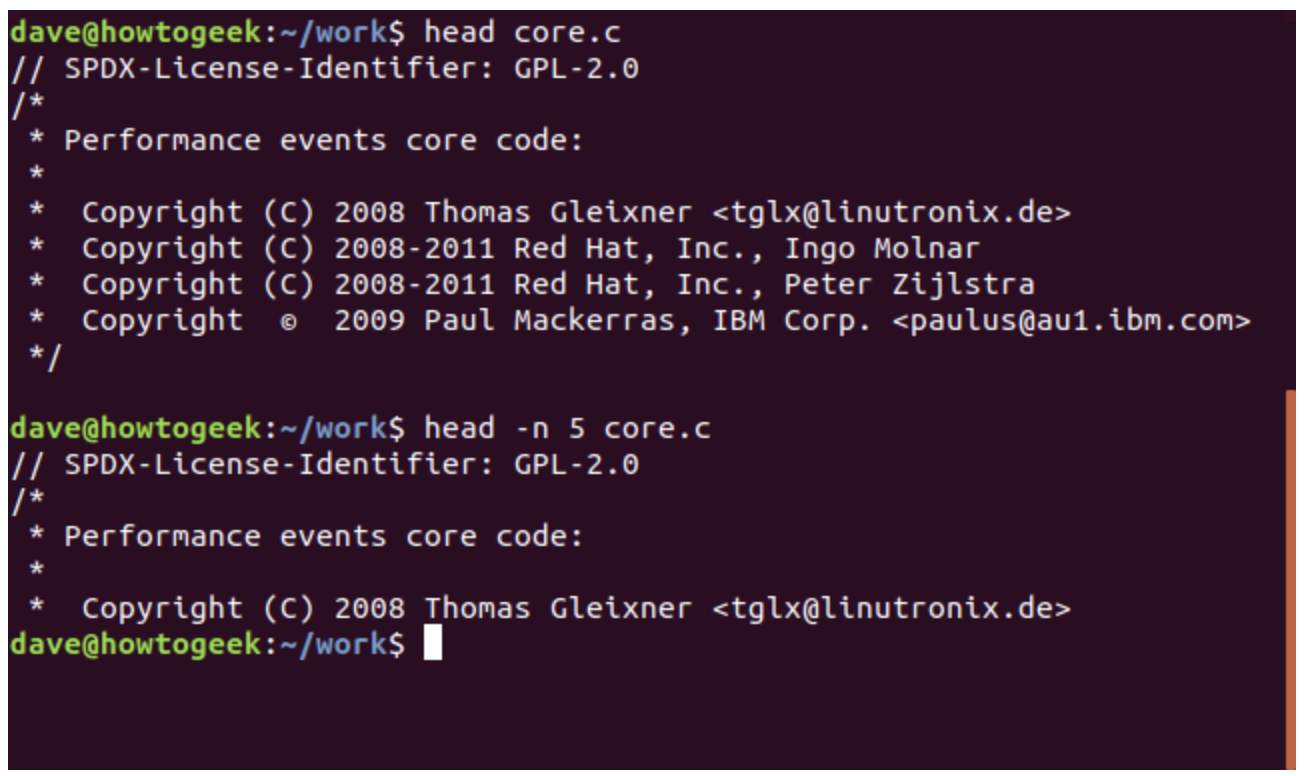 dave@howtogeek:~/work$ head core.c
// SPDX-License-Identifier: GPL-2.0
/*
 * Performance events core code:
 *
 *  Copyright (C) 2008 Thomas Gleixner <tglx@linutronix.de>
 *  Copyright (C) 2008-2011 Red Hat, Inc., Ingo Molnar
 *  Copyright (C) 2008-2011 Red Hat, Inc., Peter Zijlstra
 *  Copyright  ©  2009 Paul Mackerras, IBM Corp. <paulus@au1.ibm.com>
 */

dave@howtogeek:~/work$ head -n 5 core.c
// SPDX-License-Identifier: GPL-2.0
/*
 * Performance events core code:
 *
 *  Copyright (C) 2008 Thomas Gleixner <tglx@linutronix.de>
dave@howtogeek:~/work$